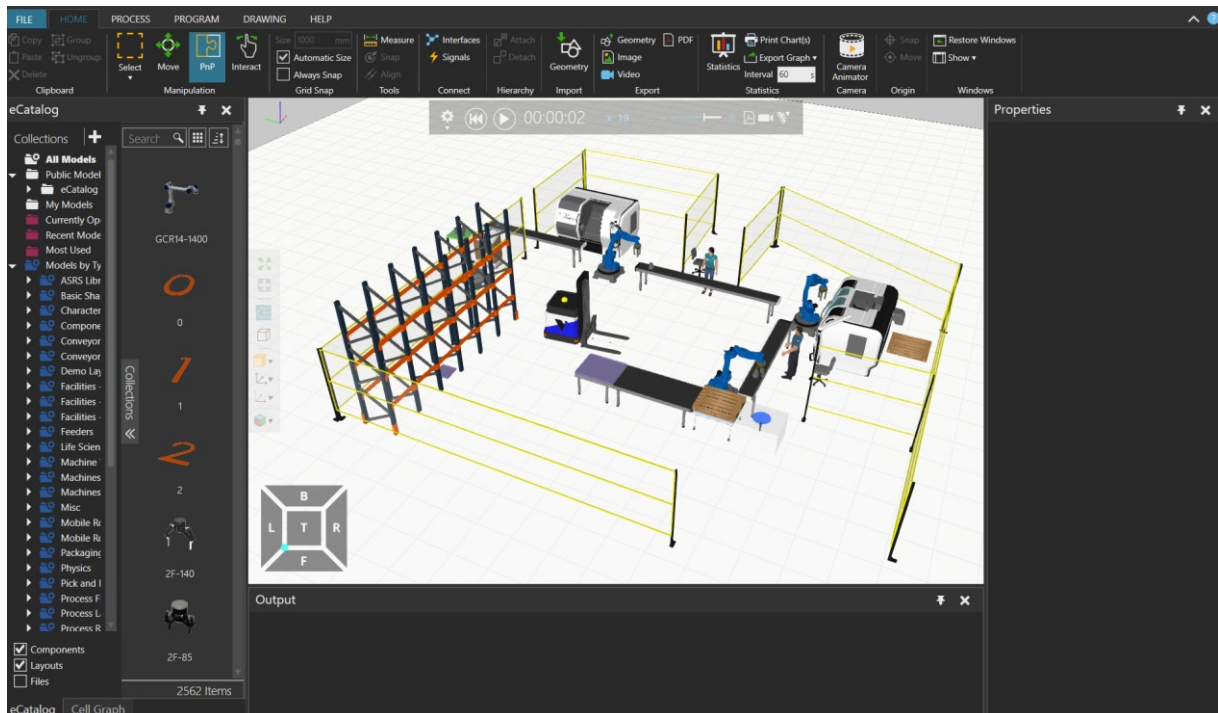 FILE HOME PROCESS PROGRAM DRAWING HELP
Copy Group
Paste Ungroup
Delete
Clipboard
Select Move PnP Interact
Manipulation
Size 1000 mm
Automatic Size
Always Snap
Grid Snap
Measure
Snap
Align
Tools
Interfaces
Signals
Connect
Attach
Detach
Hierarchy
Geometry
Import
Geometry PDF
Image
Video
Export
Statistics
Print Chart(s)
Export Graph
Interval 60 s
Statistics
Camera
Animator
Camera
Snap
Move
Origin
Restore Windows
Show
Windows
eCatalog
Collections
Search
All Models
Public Model
eCatalog
My Models
Currently Op
Recent Mode
Most Used
Models by Ty
ASRS Libr
Basic Sha
Character
Compone
Conveyor
Conveyor
Demo Lay
Facilities -
Facilities -
Facilities -
Feeders
Life Scien
Machine
Machines
Machines
Misc
Mobile Ro
Mobile Ro
Packaging
Physics
Pick and
Process F
Process L
Process R
Components
Layouts
Files
eCatalog Cell Graph
Collections
GCR14-1400
0
1
2
2F-140
2F-85
2562 Items
00:00:02 x 19
B
L T R
F
Output
Properties